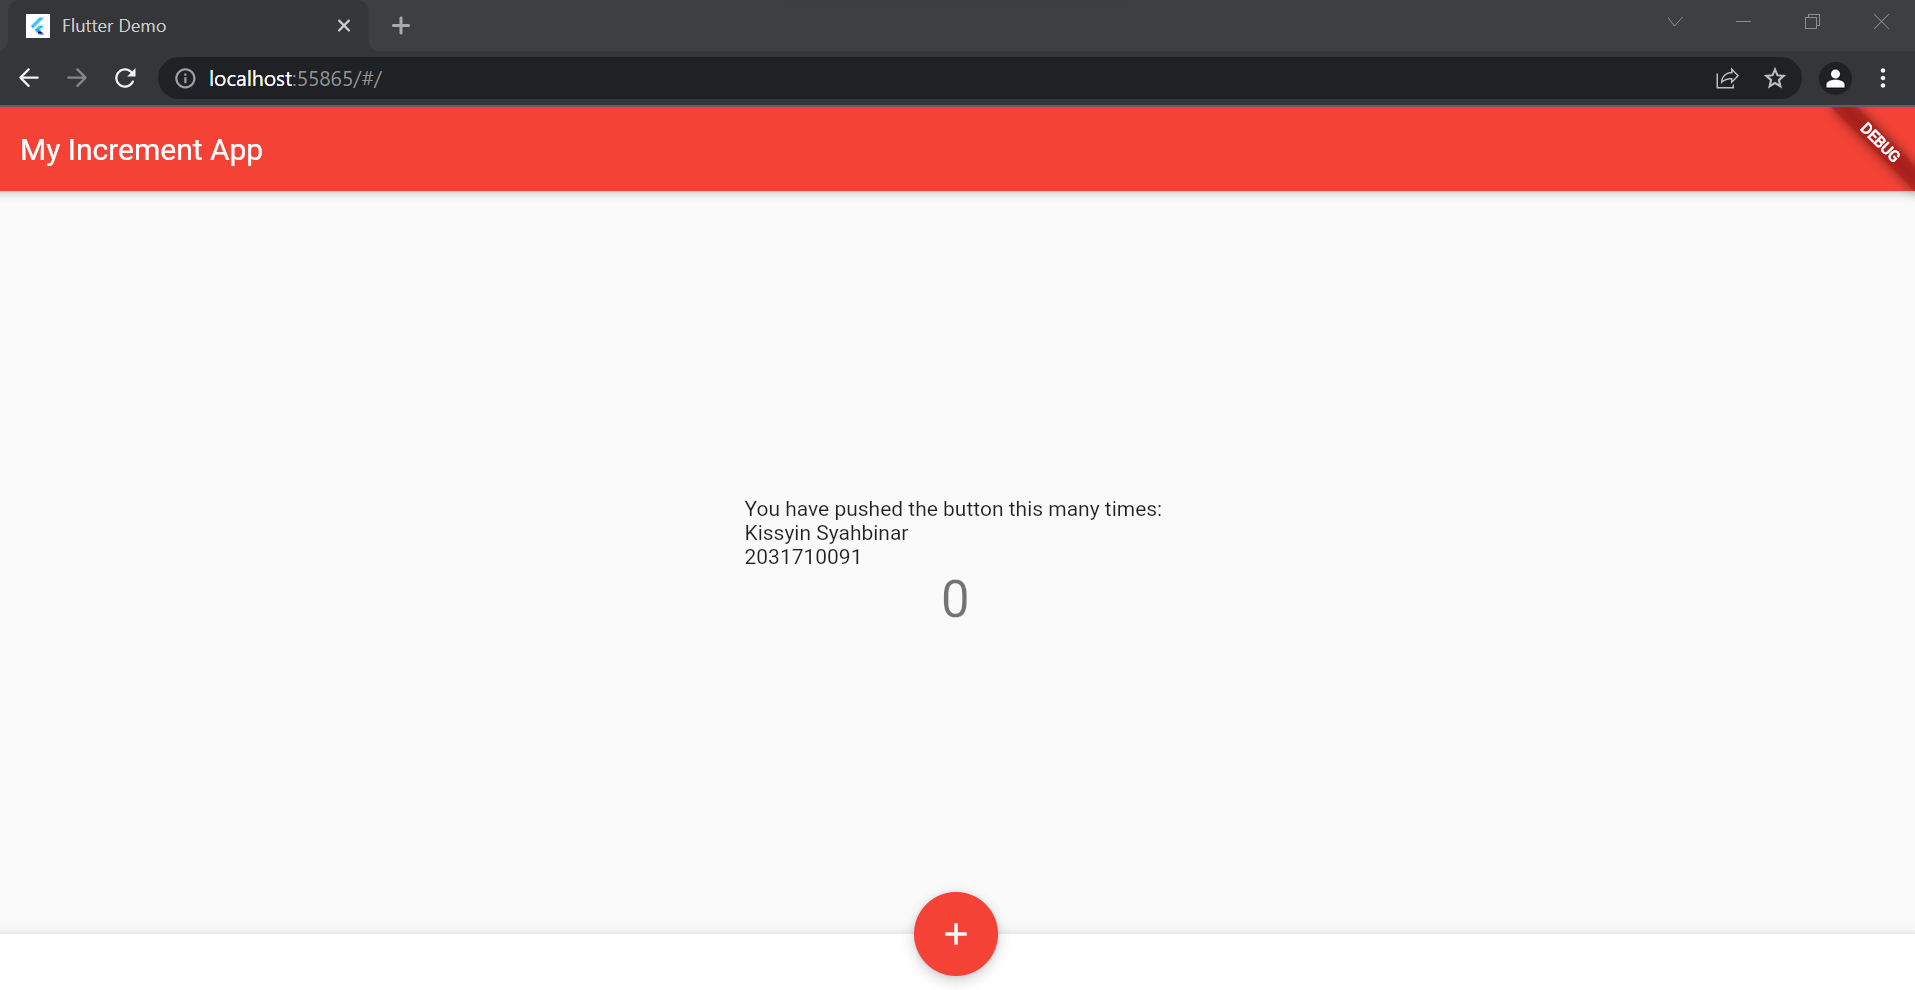 Flutter Demo
localhost:55865/#/
My Increment App
DEBUG
You have pushed the button this many times:
Kissyin Syahbinar
2031710091
0